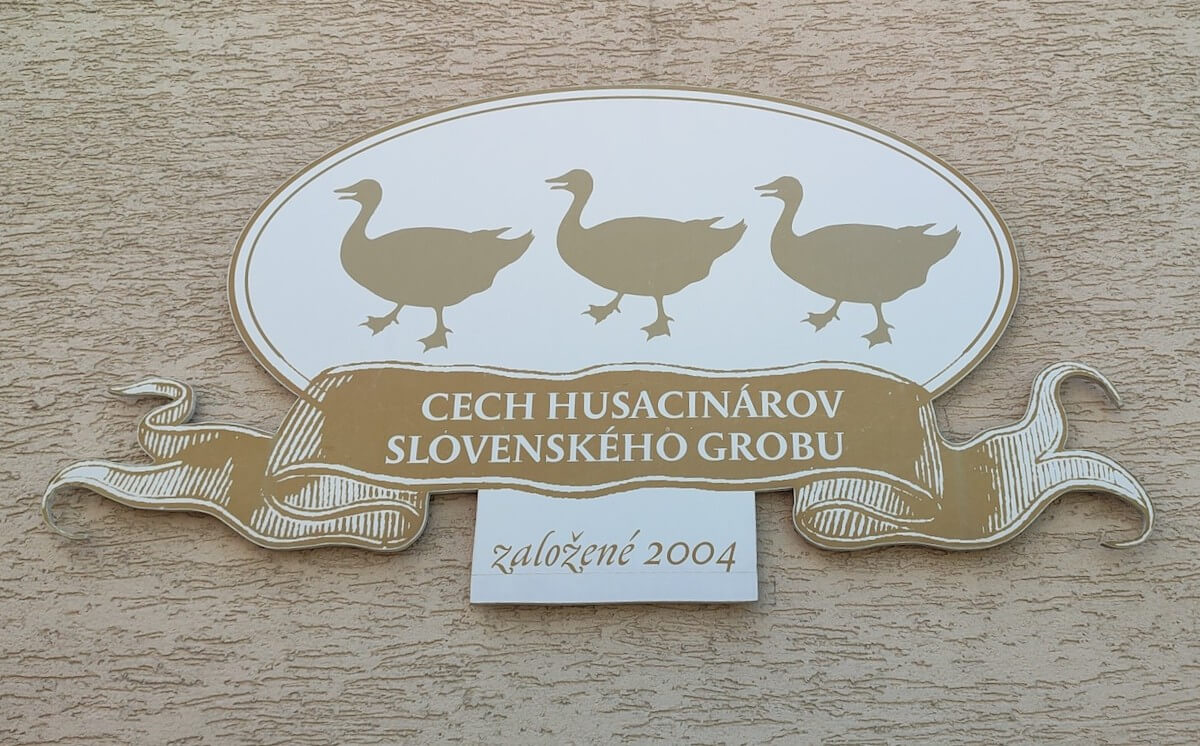 CECH HUSACINÁROV
SLOVENSKÉHO GROBU
založené 2004